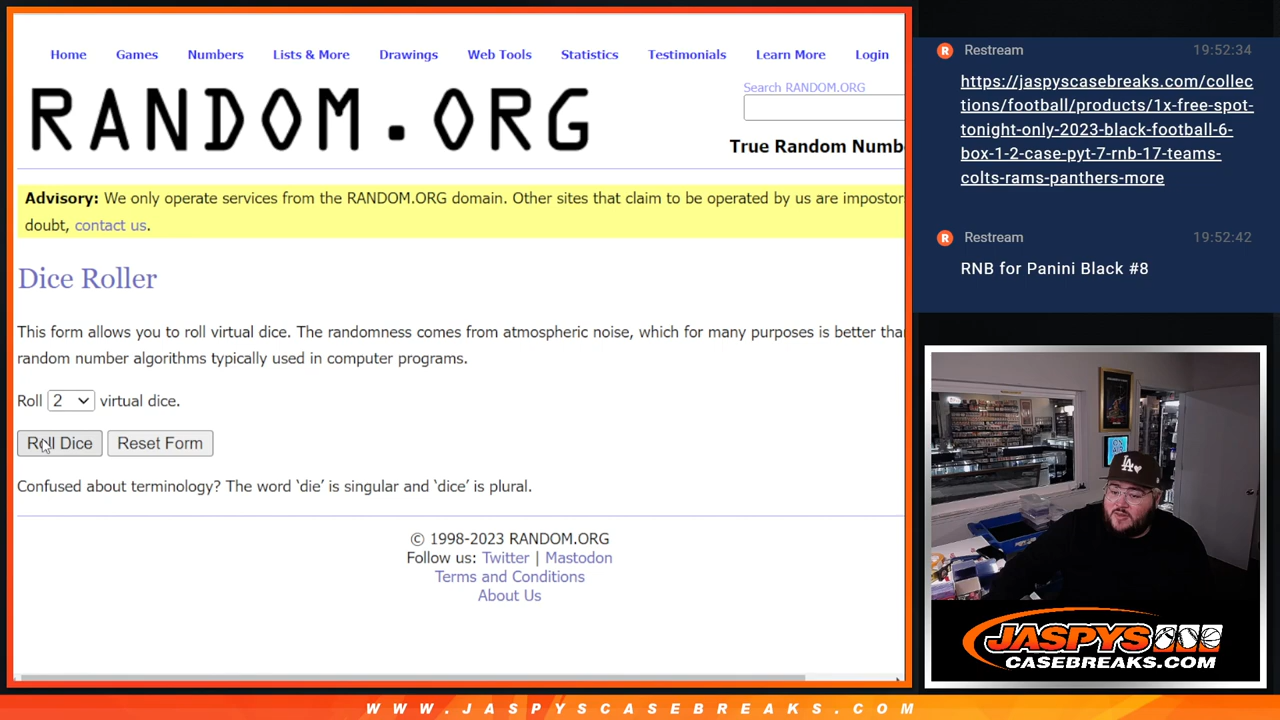 Home Games Numbers Lists & More Drawings Web Tools Statistics Testimonials Learn More Login
RANDOM.ORG
Search RANDOM.ORG
True Random Numb
Advisory: We only operate services from the RANDOM.ORG domain. Other sites that claim to be operated by us are impostor
doubt, contact us.
Dice Roller
This form allows you to roll virtual dice. The randomness comes from atmospheric noise, which for many purposes is better tha
random number algorithms typically used in computer programs.
Roll 2 virtual dice.
Roll Dice Reset Form
Confused about terminology? The word ‘die’ is singular and ‘dice’ is plural.
© 1998-2023 RANDOM.ORG
Follow us: Twitter | Mastodon
Terms and Conditions
About Us
R Restream 19:52:34
https://jaspyscasebreaks.com/collec
tions/football/products/1x-free-spot-
tonight-only-2023-black-football-6-
box-1-2-case-pyt-7-rnb-17-teams-
colts-rams-panthers-more
R Restream 19:52:42
RNB for Panini Black #8
LA
JASPYS
CASEBREAKS.COM
WWW.JASPYSCASEBREAKS.COM